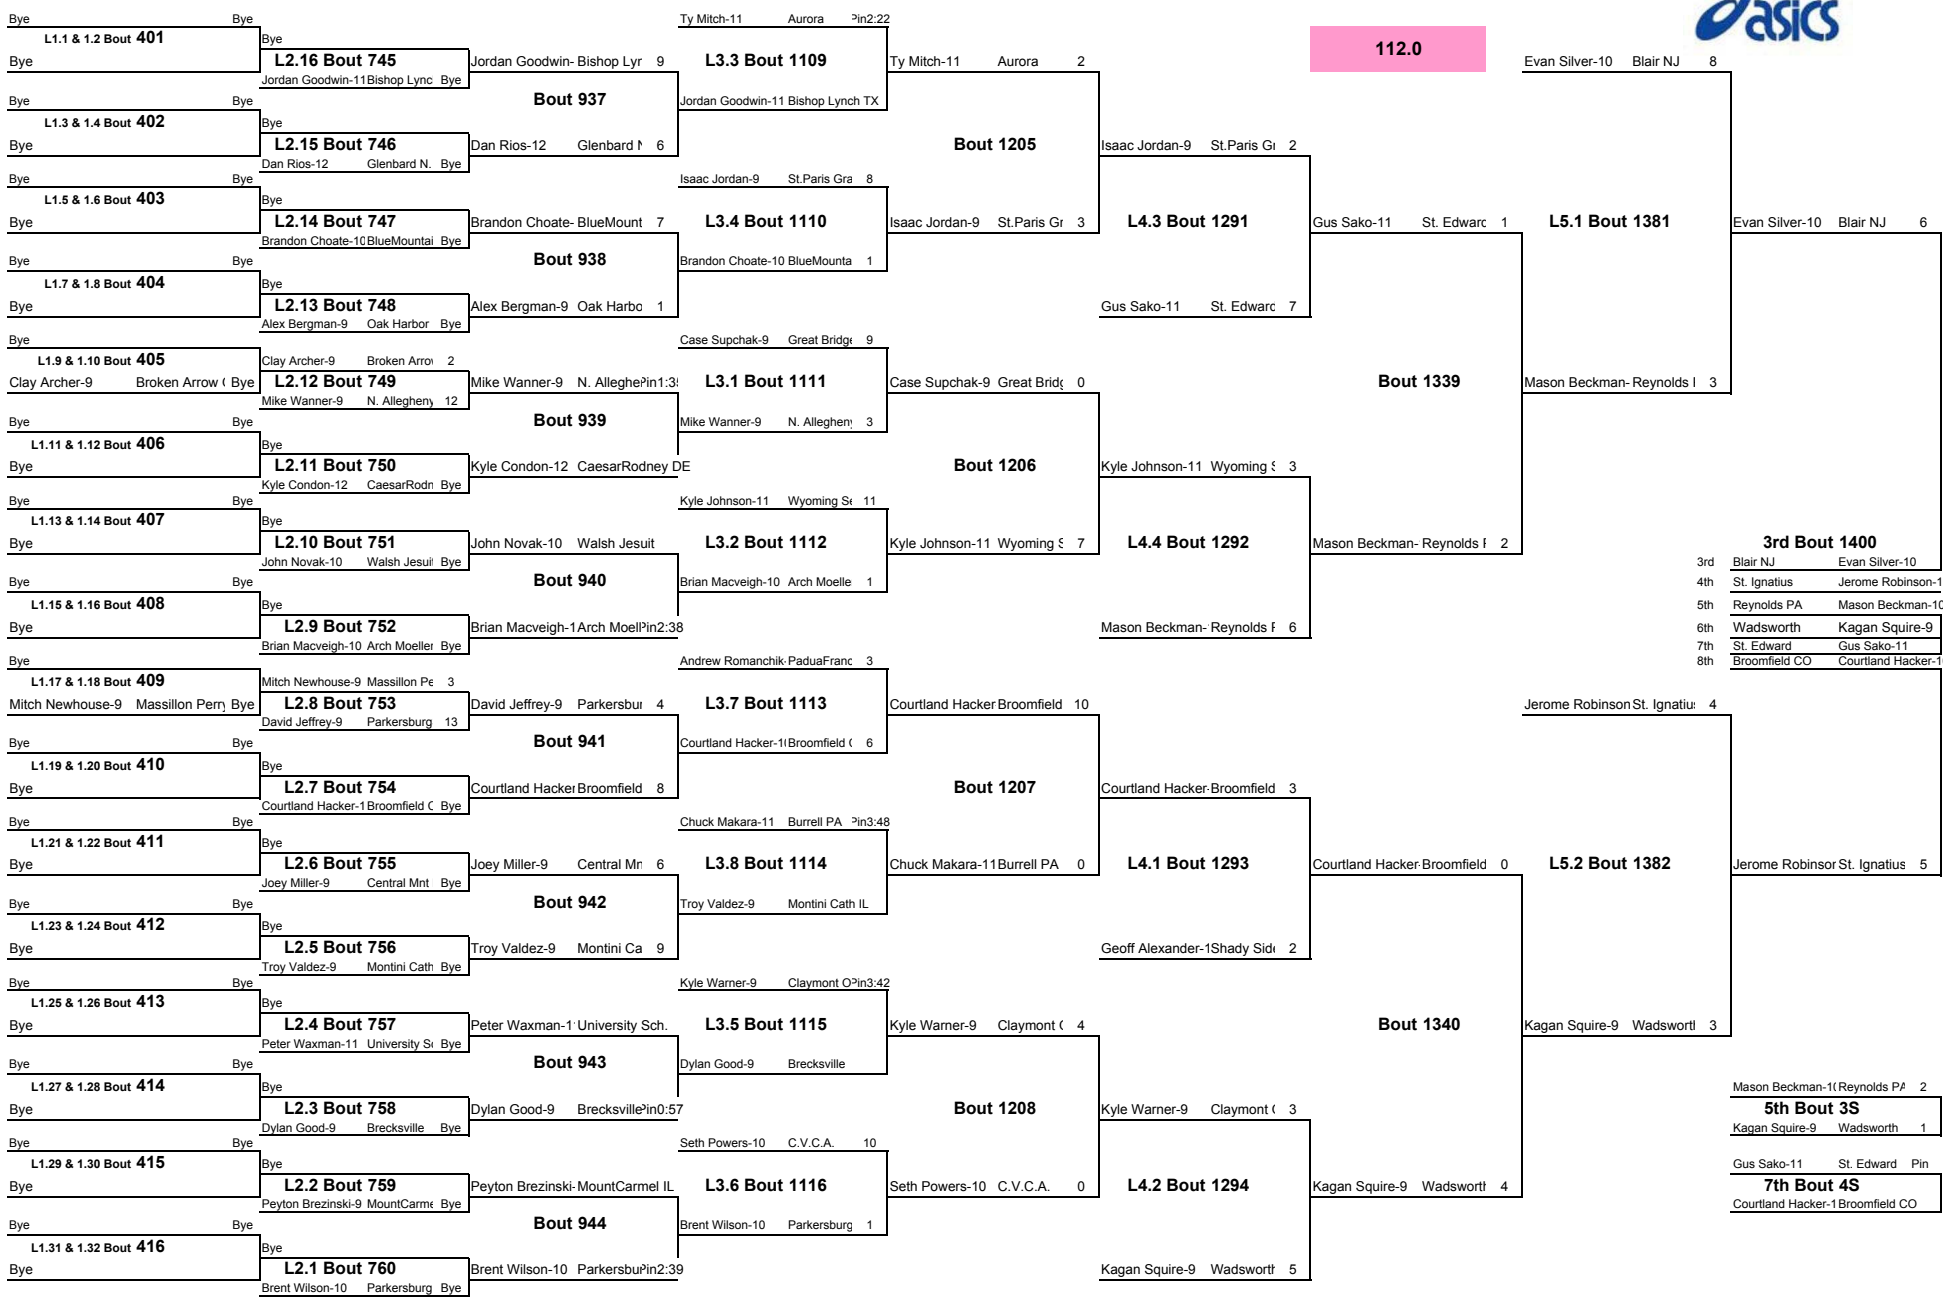 asics
112.0
Bye Bye
L1.1 & 1.2 Bout 401
Bye
Bye Bye
L1.3 & 1.4 Bout 402
Bye
Bye Bye
L1.5 & 1.6 Bout 403
Bye
Bye Bye
L1.7 & 1.8 Bout 404
Bye
Bye
L1.9 & 1.10 Bout 405
Clay Archer-9 Broken Arrow ( Bye
Bye Bye
L1.11 & 1.12 Bout 406
Bye
Bye Bye
L1.13 & 1.14 Bout 407
Bye
Bye Bye
L1.15 & 1.16 Bout 408
Bye
Bye
L1.17 & 1.18 Bout 409
Mitch Newhouse-9 Massillon Perry Bye
Bye Bye
L1.19 & 1.20 Bout 410
Bye
Bye Bye
L1.21 & 1.22 Bout 411
Bye
Bye Bye
L1.23 & 1.24 Bout 412
Bye
Bye Bye
L1.25 & 1.26 Bout 413
Bye
Bye Bye
L1.27 & 1.28 Bout 414
Bye
Bye Bye
L1.29 & 1.30 Bout 415
Bye
Bye Bye
L1.31 & 1.32 Bout 416
Bye
Bye
L2.16 Bout 745
Jordan Goodwin-11 Bishop Lync Bye
Bye
L2.15 Bout 746
Dan Rios-12 Glenbard N. Bye
Bye
L2.14 Bout 747
Brandon Choate-10 BlueMountai Bye
Bye
L2.13 Bout 748
Alex Bergman-9 Oak Harbor Bye
Clay Archer-9 Broken Arro 2
L2.12 Bout 749
Mike Wanner-9 N. Allegheny 12
Bye
L2.11 Bout 750
Kyle Condon-12 CaesarRodn Bye
Bye
L2.10 Bout 751
John Novak-10 Walsh Jesuit Bye
Bye
L2.9 Bout 752
Brian Macveigh-10 Arch Moeller Bye
Mitch Newhouse-9 Massillon Pe 3
L2.8 Bout 753
David Jeffrey-9 Parkersburg 13
Bye
L2.7 Bout 754
Courtland Hacker-1 Broomfield C Bye
Bye
L2.6 Bout 755
Joey Miller-9 Central Mnt Bye
Bye
L2.5 Bout 756
Troy Valdez-9 Montini Cath Bye
Bye
L2.4 Bout 757
Peter Waxman-11 University S Bye
Bye
L2.3 Bout 758
Dylan Good-9 Brecksville Bye
Bye
L2.2 Bout 759
Peyton Brezinski-9 MountCarme Bye
Bye
L2.1 Bout 760
Brent Wilson-10 Parkersburg Bye
Jordan Goodwin- Bishop Lyr 9
Bout 937
Dan Rios-12 Glenbard N 6
Brandon Choate- BlueMount 7
Bout 938
Alex Bergman-9 Oak Harbo 1
Mike Wanner-9 N. Alleghe Pin1:35
Bout 939
Kyle Condon-12 CaesarRodney DE
John Novak-10 Walsh Jesuit
Bout 940
Brian Macveigh-1 Arch Moell Pin2:38
David Jeffrey-9 Parkersbur 4
Bout 941
Courtland Hacker Broomfield 8
Joey Miller-9 Central Mn 6
Bout 942
Troy Valdez-9 Montini Ca 9
Peter Waxman-1 University Sch.
Bout 943
Dylan Good-9 Brecksville Pin0:57
Peyton Brezinski- MountCarmel IL
Bout 944
Brent Wilson-10 Parkersbu Pin2:39
Ty Mitch-11 Aurora Pin2:22
L3.3 Bout 1109
Jordan Goodwin-11 Bishop Lynch TX
Isaac Jordan-9 St.Paris Gra 8
L3.4 Bout 1110
Brandon Choate-10 BlueMounta 1
Case Supchak-9 Great Bridge 9
L3.1 Bout 1111
Mike Wanner-9 N. Allegheny 3
Kyle Johnson-11 Wyoming Se 11
L3.2 Bout 1112
Brian Macveigh-10 Arch Moelle 1
Andrew Romanchik- PaduaFranc 3
L3.7 Bout 1113
Courtland Hacker-1 Broomfield C 6
Chuck Makara-11 Burrell PA Pin3:48
L3.8 Bout 1114
Troy Valdez-9 Montini Cath IL
Kyle Warner-9 Claymont O Pin3:42
L3.5 Bout 1115
Dylan Good-9 Brecksville
Seth Powers-10 C.V.C.A. 10
L3.6 Bout 1116
Brent Wilson-10 Parkersburg 1
Ty Mitch-11 Aurora 2
Bout 1205
Isaac Jordan-9 St.Paris Gr 3
Case Supchak-9 Great Bridg 0
Bout 1206
Kyle Johnson-11 Wyoming S 7
Courtland Hacker Broomfield 10
Bout 1207
Chuck Makara-11 Burrell PA 0
Kyle Warner-9 Claymont ( 4
Bout 1208
Seth Powers-10 C.V.C.A. 0
Isaac Jordan-9 St.Paris Gr 2
L4.3 Bout 1291
Gus Sako-11 St. Edward 7
Kyle Johnson-11 Wyoming S 3
L4.4 Bout 1292
Mason Beckman- Reynolds F 6
Courtland Hacker- Broomfield 3
L4.1 Bout 1293
Geoff Alexander-1 Shady Side 2
Kyle Warner-9 Claymont ( 3
L4.2 Bout 1294
Kagan Squire-9 Wadsworth 5
Gus Sako-11 St. Edward 1
Bout 1339
Mason Beckman- Reynolds F 2
Courtland Hacker Broomfield 0
Bout 1340
Kagan Squire-9 Wadsworth 4
Evan Silver-10 Blair NJ 8
L5.1 Bout 1381
Mason Beckman- Reynolds I 3
Jerome Robinson St. Ignatius 4
L5.2 Bout 1382
Kagan Squire-9 Wadsworth 3
Evan Silver-10 Blair NJ 6
3rd Bout 1400
3rd Blair NJ Evan Silver-10
4th St. Ignatius Jerome Robinson-1
5th Reynolds PA Mason Beckman-10
6th Wadsworth Kagan Squire-9
7th St. Edward Gus Sako-11
8th Broomfield CO Courtland Hacker-1
Jerome Robinson St. Ignatius 5
Mason Beckman-10 Reynolds PA 2
5th Bout 3S
Kagan Squire-9 Wadsworth 1
Gus Sako-11 St. Edward Pin
7th Bout 4S
Courtland Hacker-1 Broomfield CO